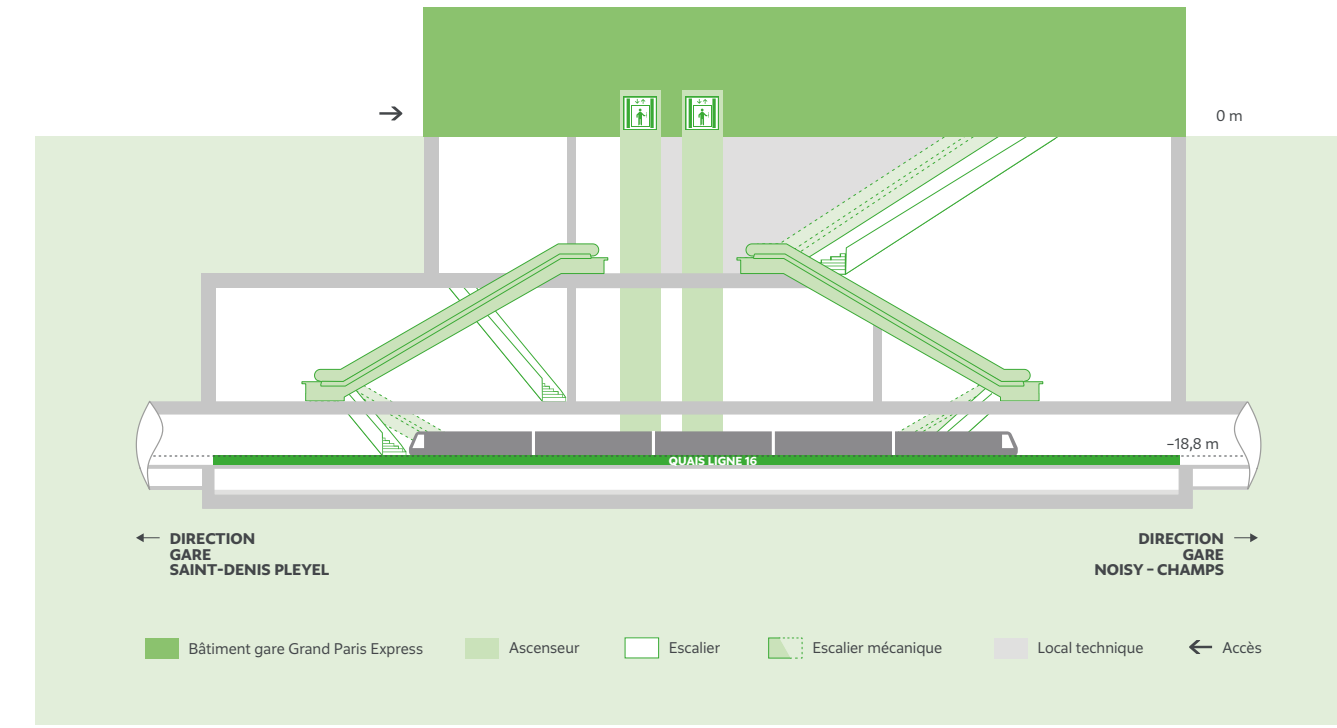 0 m
–18,8 m
QUAIS LIGNE 16
DIRECTION
GARE
SAINT-DENIS PLEYEL
DIRECTION
GARE
NOISY – CHAMPS
Bâtiment gare Grand Paris Express
Ascenseur
Escalier
Escalier mécanique
Local technique
Accès